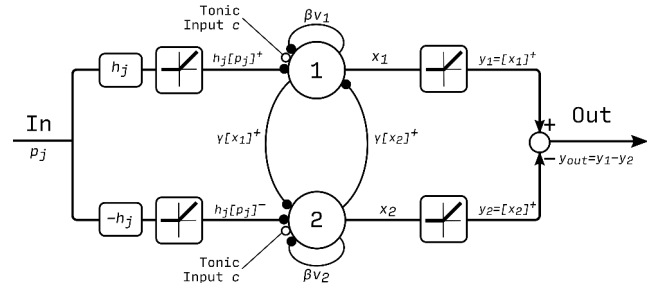 Tonic
Input c
βv₁
hⱼ
hⱼ[pⱼ]⁺
1
x₁
y₁=[x₁]⁺
In
pⱼ
γ[x₁]⁺
γ[x₂]⁺
+
Out
−
yₒᵤₜ=y₁−y₂
-hⱼ
hⱼ[pⱼ]⁻
2
x₂
y₂=[x₂]⁺
Tonic
Input c
βv₂